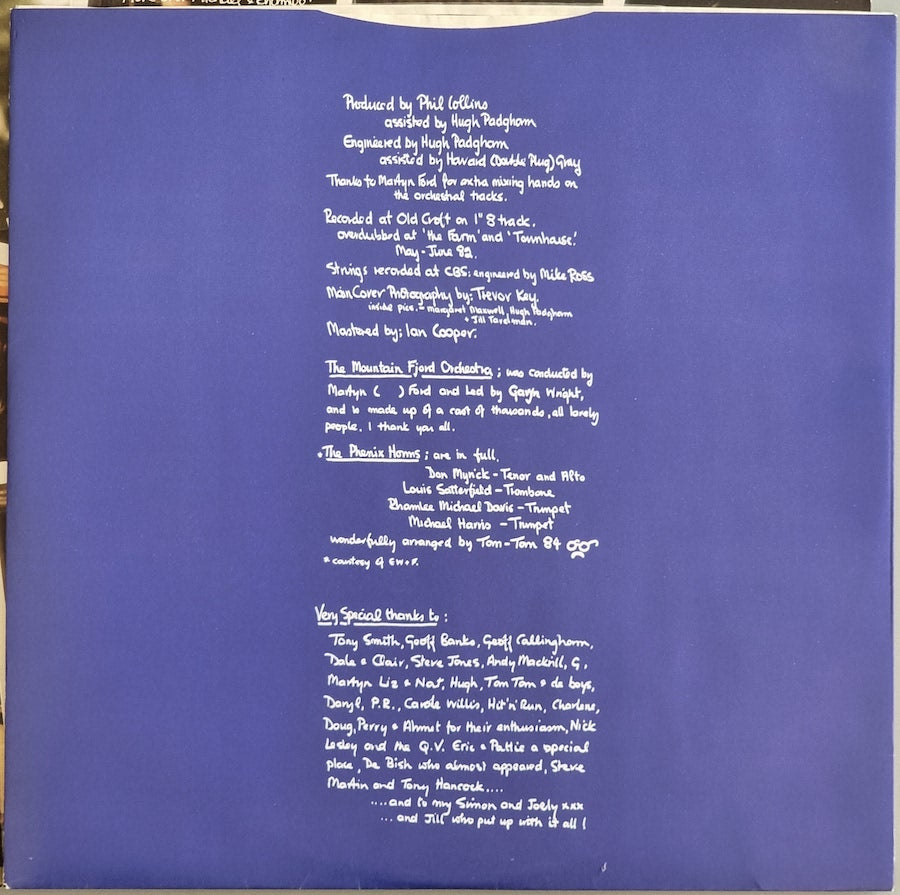 Produced by Phil Collins
assisted by Hugh Padgham
Engineered by Hugh Padgham
assisted by Howard (Double Plug) Gray
Thanks to Martyn Ford for extra mixing hands on
the orchestral tracks.
Recorded at Old Croft on 1" 8 track.
overdubbed at 'the Farm' and 'Townhouse'.
May - June 82.
Strings recorded at CBS; engineered by Mike Ross
Main Cover Photography by; Trevor Key.
inside pics. - Margaret Maxwell, Hugh Padgham
+ Jill Tavelman.
Mastered by; Ian Cooper.
The Mountain Fjord Orchestra; was conducted by
Martyn ( ) Ford and Led by Gavyn Wright,
and is made up of a cast of thousands, all lovely
people. I thank you all.
*The Phenix Horns; are in full,
Don Myrick - Tenor and Alto
Louis Satterfield - Trombone
Rhamlee Michael Davis - Trumpet
Michael Harris - Trumpet
wonderfully arranged by Tom-Tom 84
* courtesy of EW+F.
Very Special thanks to:
Tony Smith, Geoff Banks, Geoff Callingham,
Dale + Clair, Steve Jones, Andy Mackrill, G,
Martyn Liz + Nat, Hugh, Tom Tom + de boys,
Daryl, P.R., Carole Willis, Hit'n'Run, Charlene,
Doug, Perry + Ahmet for their enthusiasm, Nick
Lesley and the Q.V. Eric + Pattie a special
place, De Bish who almost appeared, Steve
Martin and Tony Hancock....
....and to my Simon and Joely xxx
... and Jill who put up with it all!